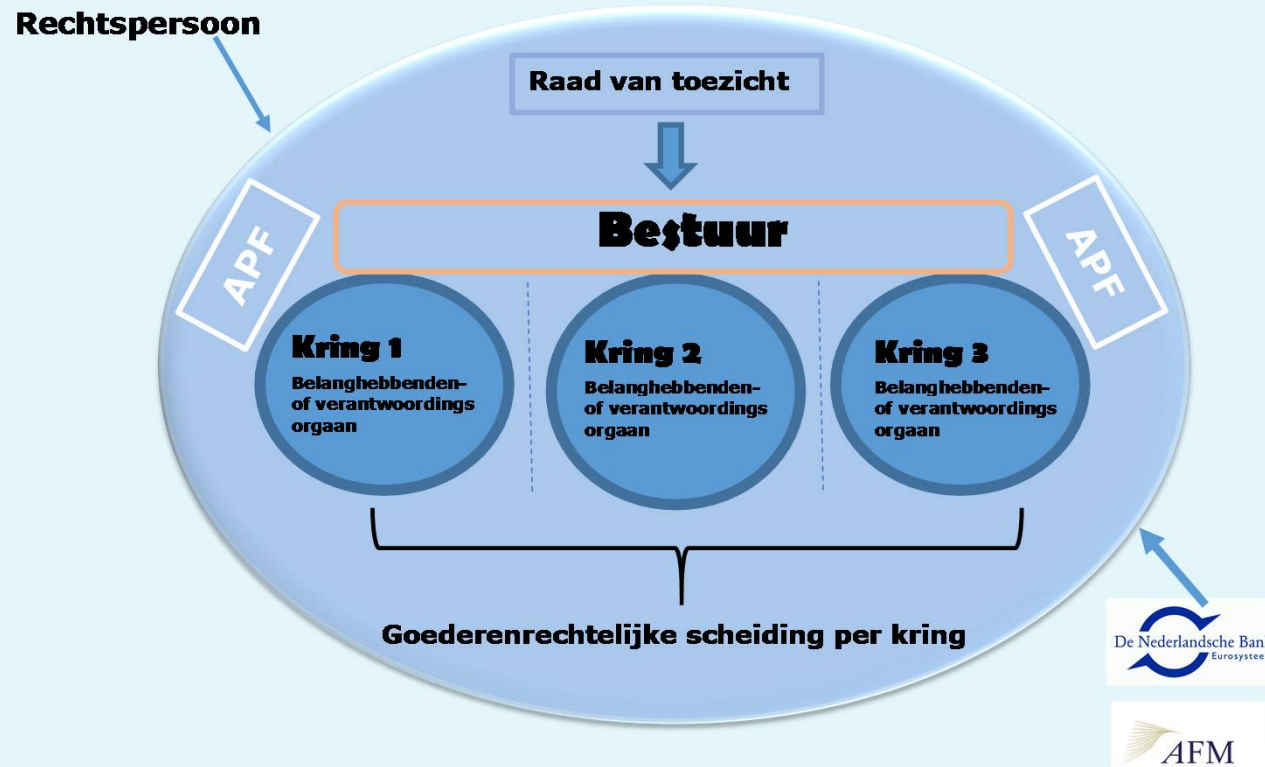 Rechtspersoon
Raad van toezicht
APF
Bestuur
APF
Kring 1
Belanghebbenden-
of verantwoordings
orgaan
Kring 2
Belanghebbenden-
of verantwoordings
orgaan
Kring 3
Belanghebbenden-
of verantwoordings
orgaan
Goederenrechtelijke scheiding per kring
De Nederlandsche Ban
Eurosystee
AFM